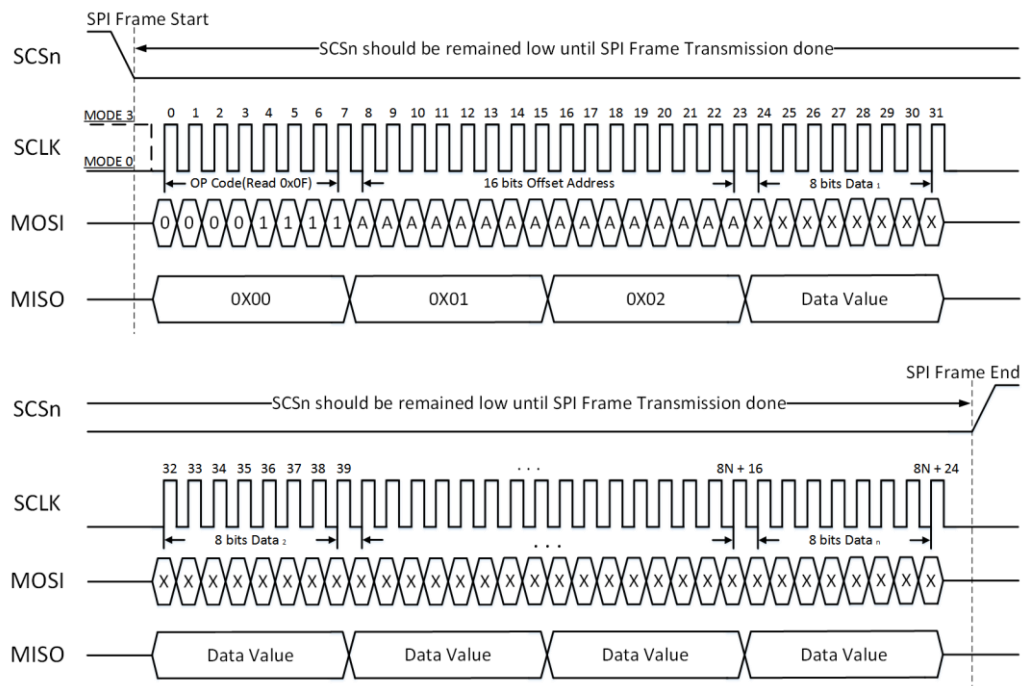 SPI Frame Start
SCSn
SCSn should be remained low until SPI Frame Transmission done
MODE 3
0 1 2 3 4 5 6 7 8 9 10 11 12 13 14 15 16 17 18 19 20 21 22 23 24 25 26 27 28 29 30 31
SCLK
MODE 0
OP Code(Read 0x0F) 16 bits Offset Address 8 bits Data 1
MOSI 0 0 0 0 1 1 1 1 A A A A A A A A A A A A A A A A X X X X X X X X
MISO 0X00 0X01 0X02 Data Value
SPI Frame End
SCSn
SCSn should be remained low until SPI Frame Transmission done
32 33 34 35 36 37 38 39 . . . 8N + 16 8N + 24
SCLK
8 bits Data 2 . . . 8 bits Data n
MOSI X X X X X X X X X X X X X X X X X X X X X X X X X X X X X X X X
MISO Data Value Data Value Data Value Data Value